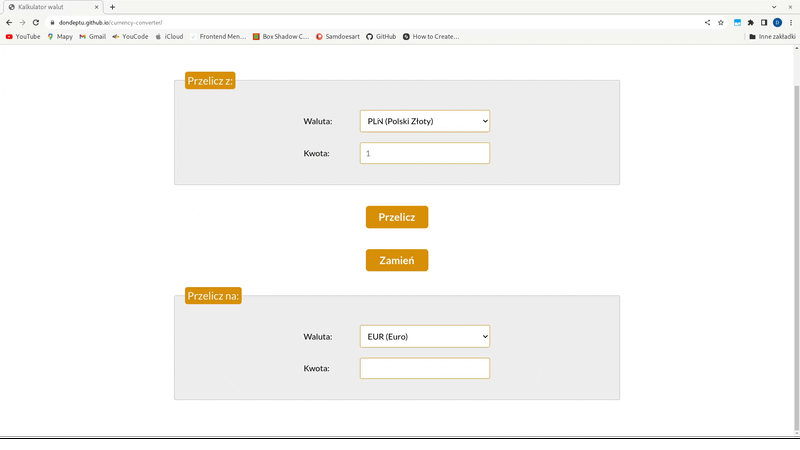 Kalkulator walut
dondeptu.github.io/currency-converter/
YouTube Mapy Gmail YouCode iCloud Frontend Men... Box Shadow C... Samdoesart GitHub How to Create... Inne zakładki
Przelicz z:
Waluta: PLN (Polski Złoty)
Kwota: 1
Przelicz
Zamień
Przelicz na:
Waluta: EUR (Euro)
Kwota: